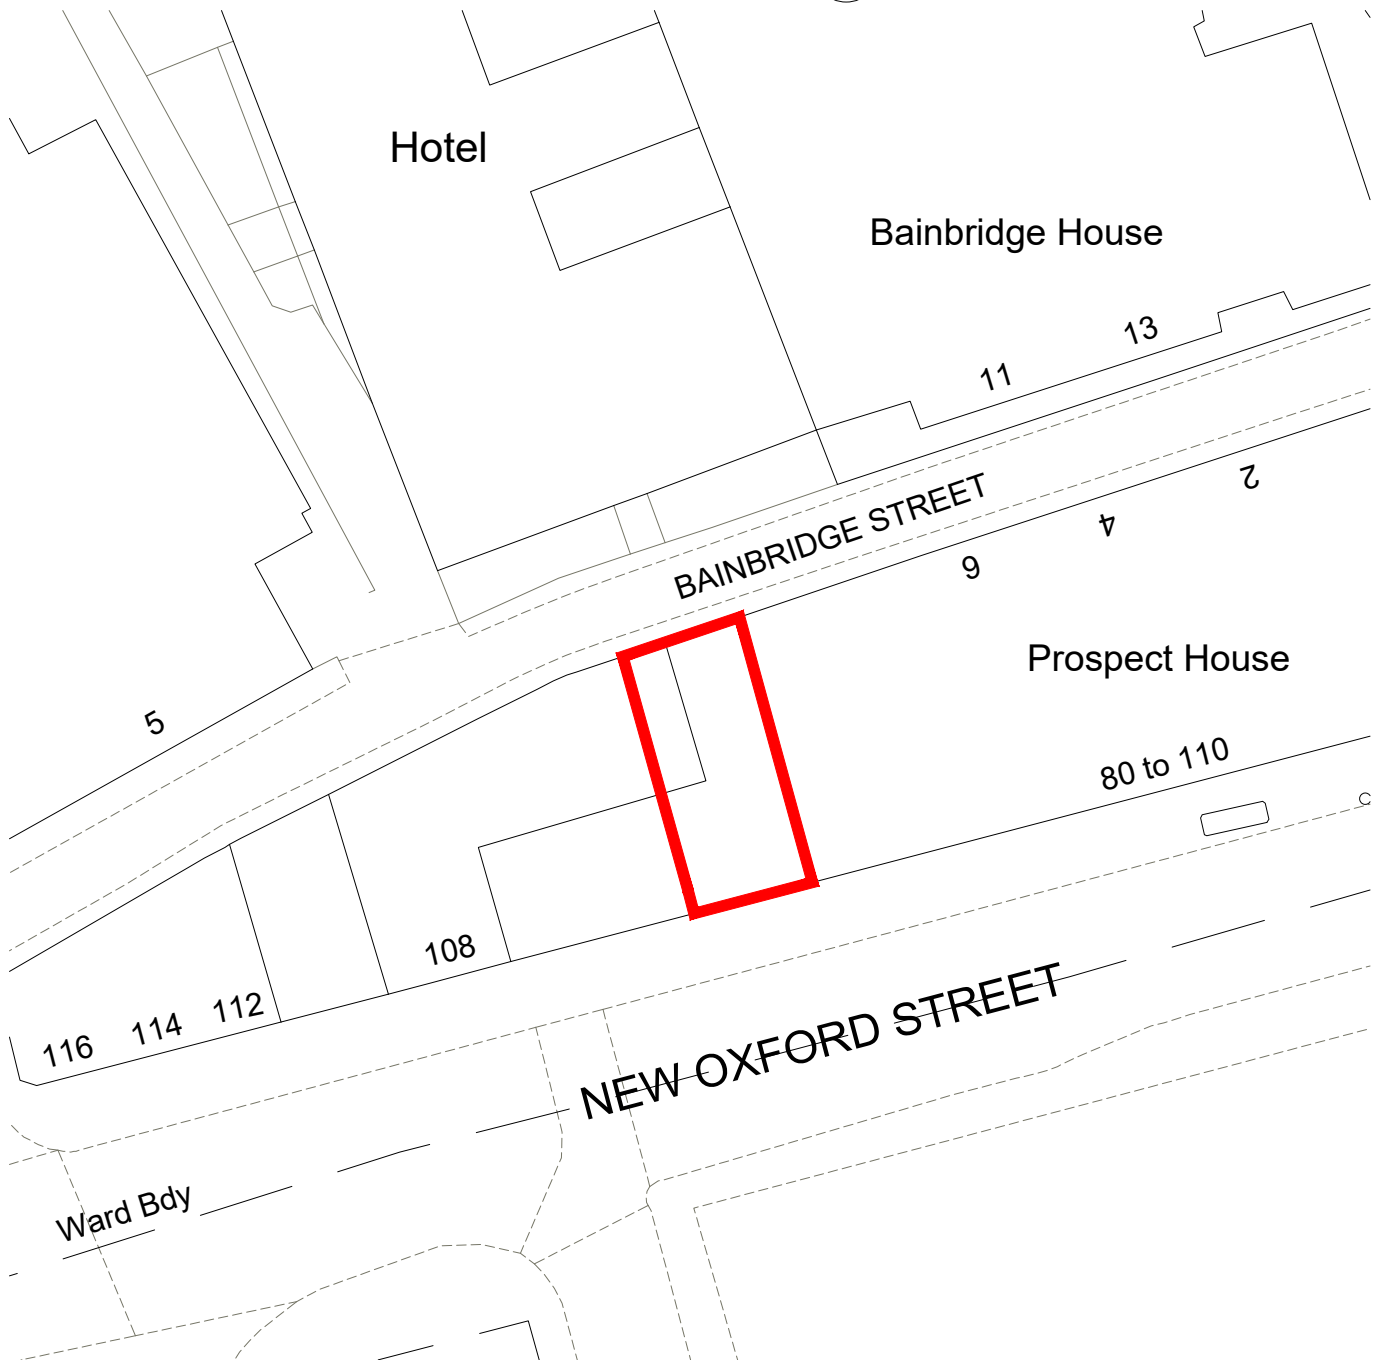 Hotel
Bainbridge House
13
11
BAINBRIDGE STREET
2
4
6
Prospect House
5
80 to 110
108
112
114
116
NEW OXFORD STREET
Ward Bdy